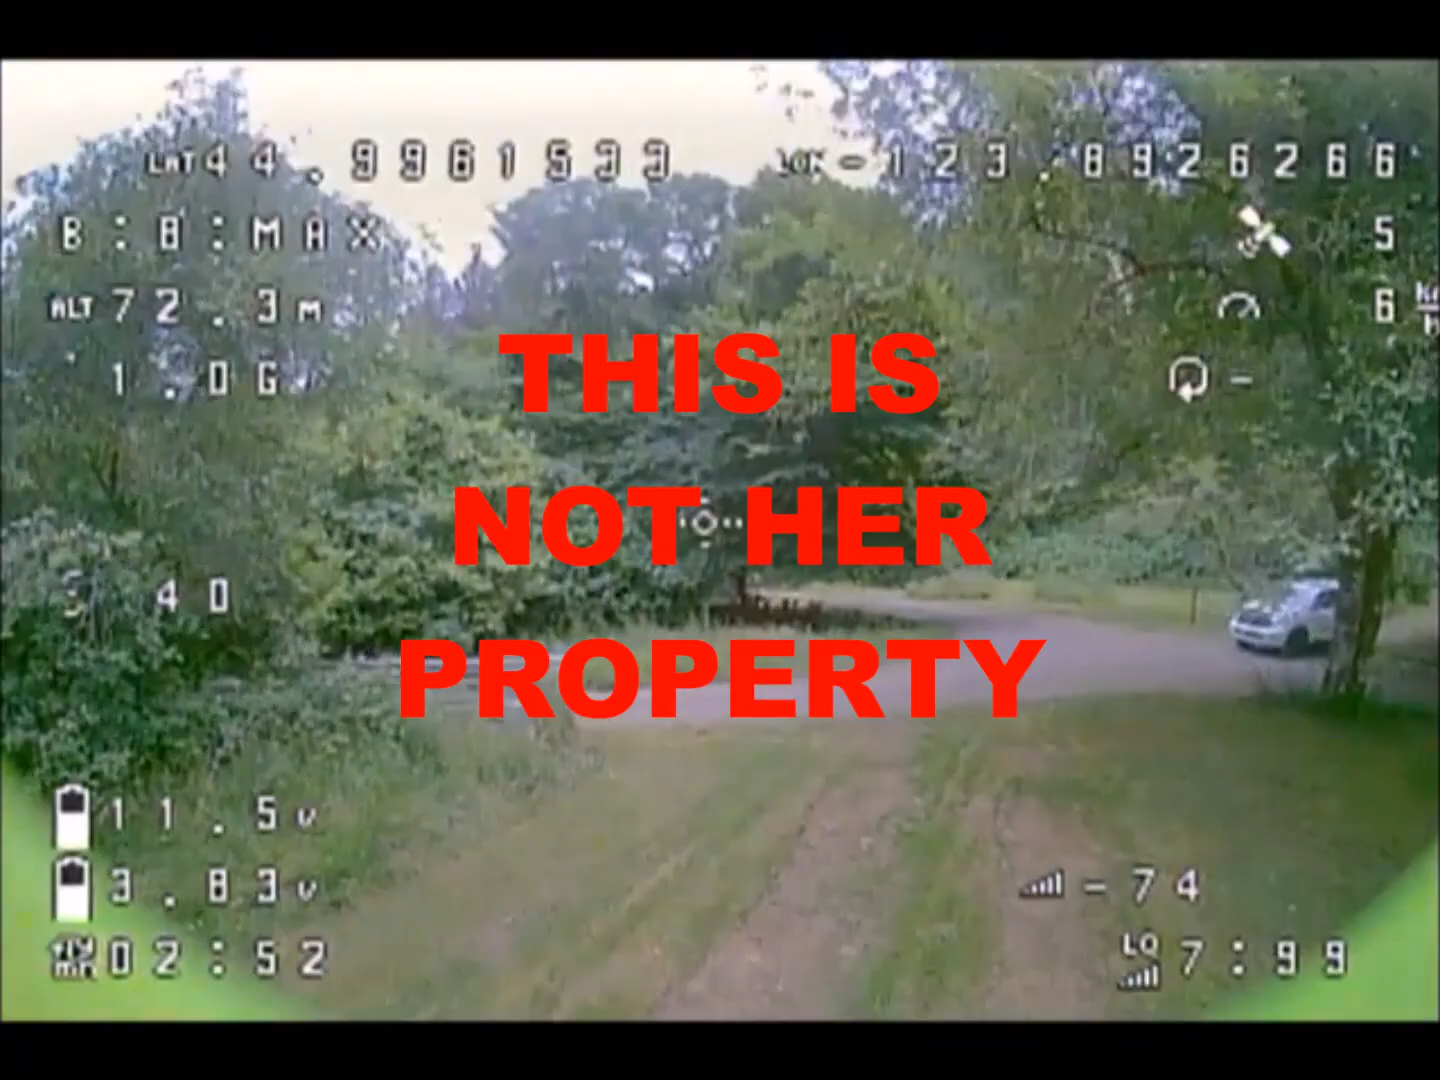 LAT 44.9961533 LON -123.8926266
B:8:MAX 5
ALT 72.3M 6
1.0G -
THIS IS
NOT HER
PROPERTY
40
11.5V
3.83V
-74
02:52
LQ 7:99